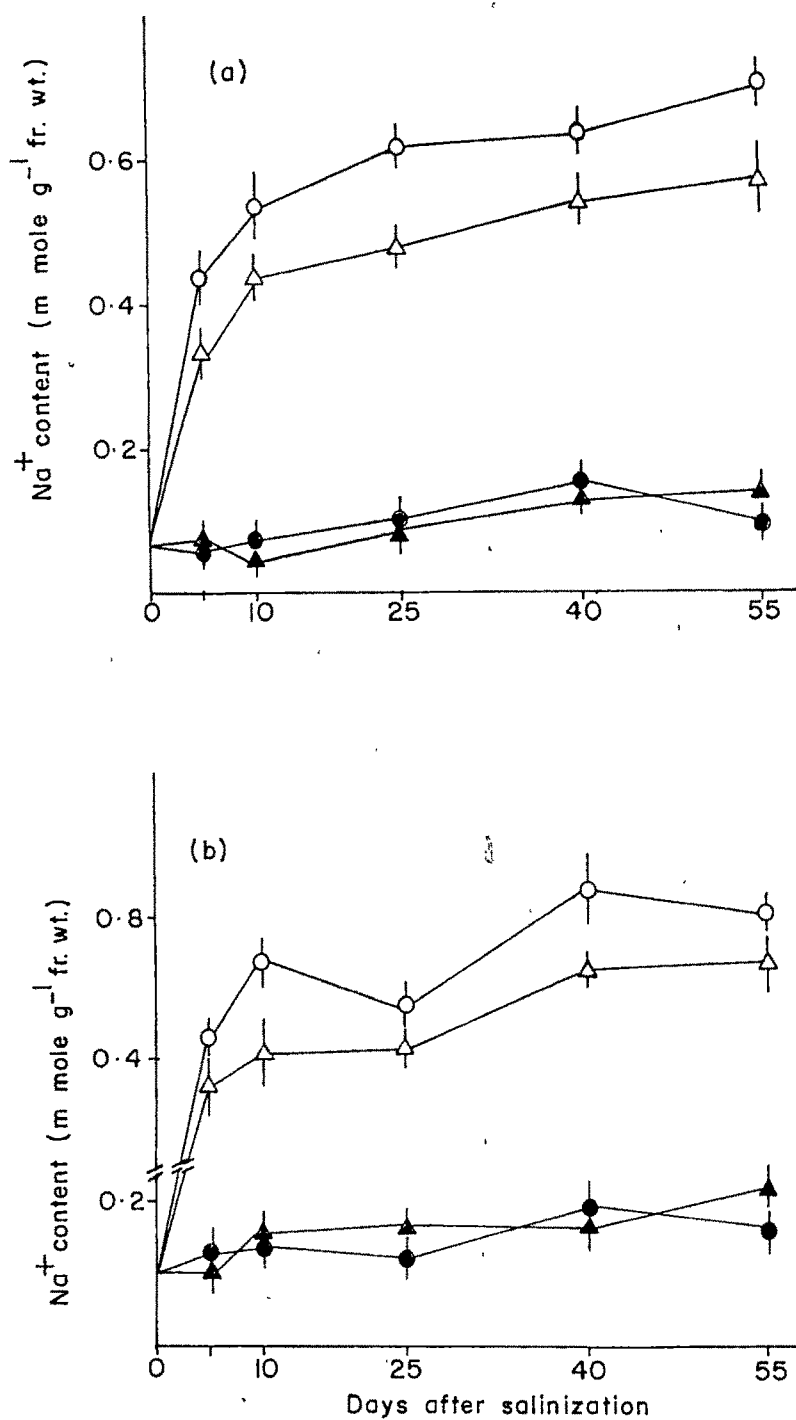 (a)
Na+ content (m mole g-1 fr. wt.)
0·6
0·4
0·2
0 10 25 40 55
(b)
Na+ content (m mole g-1 fr. wt.)
0·8
0·4
0·2
0 10 25 40 55
Days after salinization